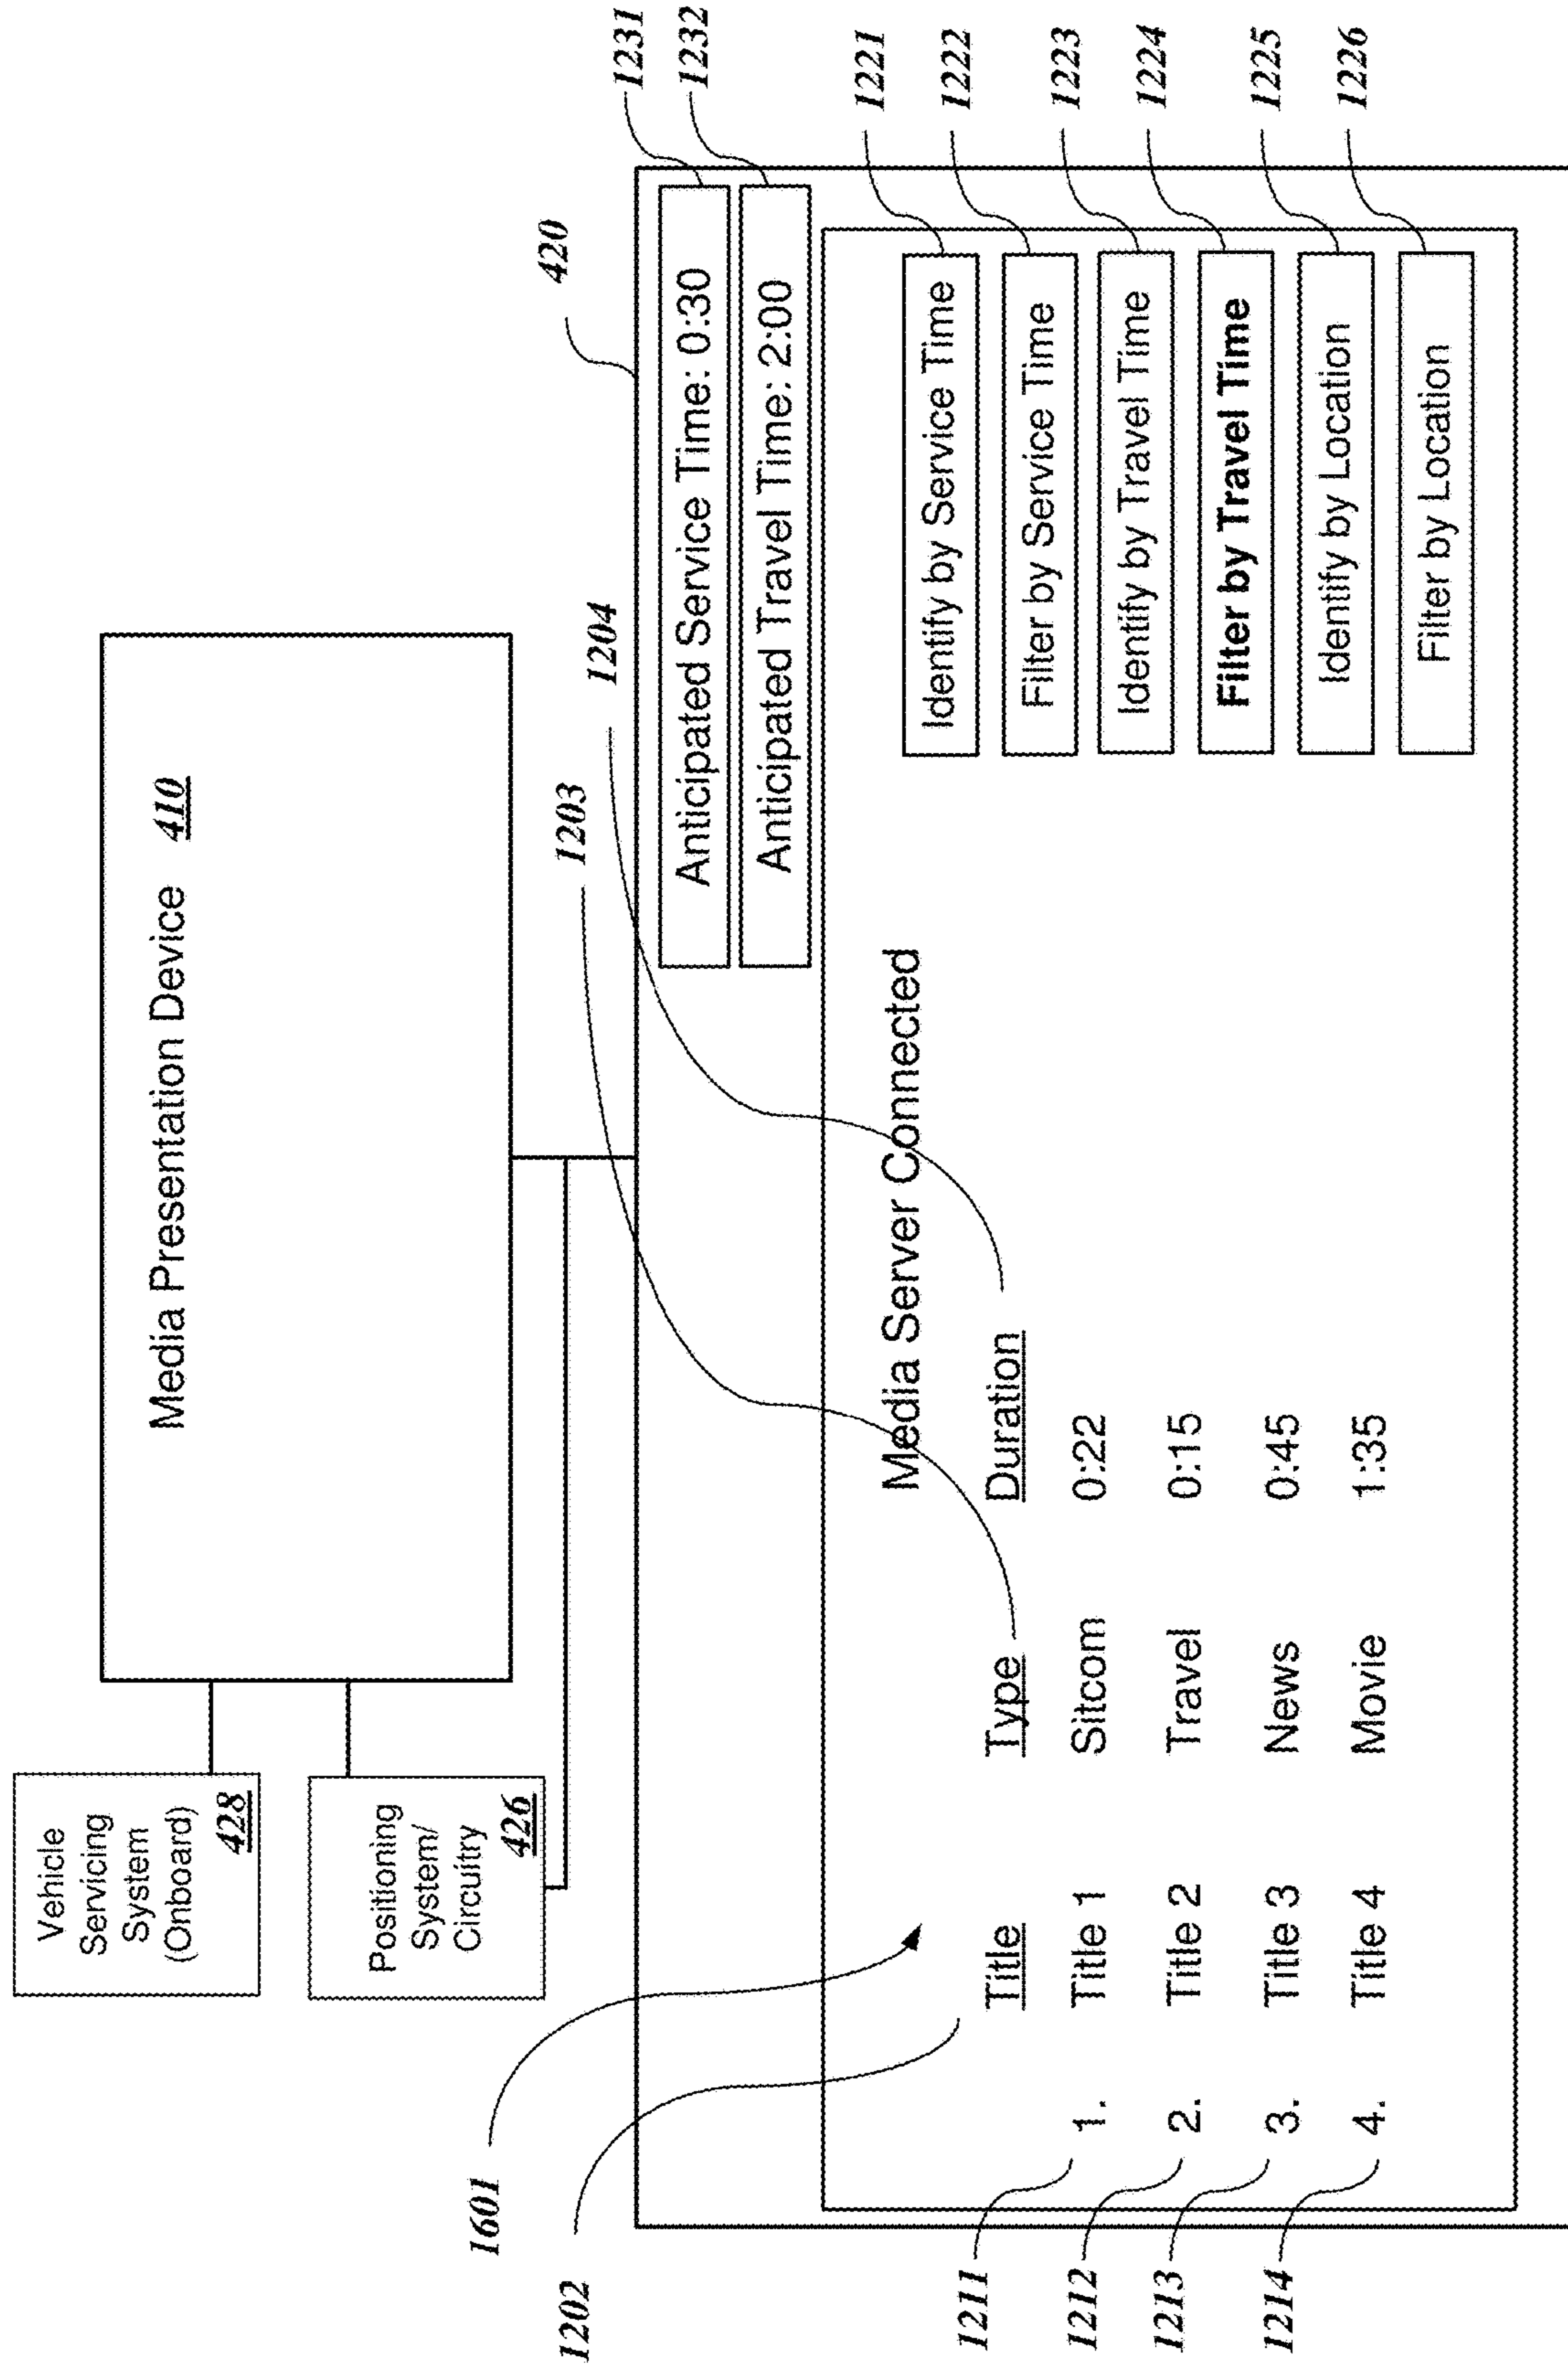 Vehicle
Servicing
System
(Onboard)
428
Positioning
System/
Circuitry
426
Media Presentation Device 410
420
1231
1232
1203
1204
1601
1202
Anticipated Service Time: 0:30
Anticipated Travel Time: 2:00
Media Server Connected
Title Type Duration
1211 1. Title 1 Sitcom 0:22
1212 2. Title 2 Travel 0:15
1213 3. Title 3 News 0:45
1214 4. Title 4 Movie 1:35
Identify by Service Time 1221
Filter by Service Time 1222
Identify by Travel Time 1223
Filter by Travel Time 1224
Identify by Location 1225
Filter by Location 1226